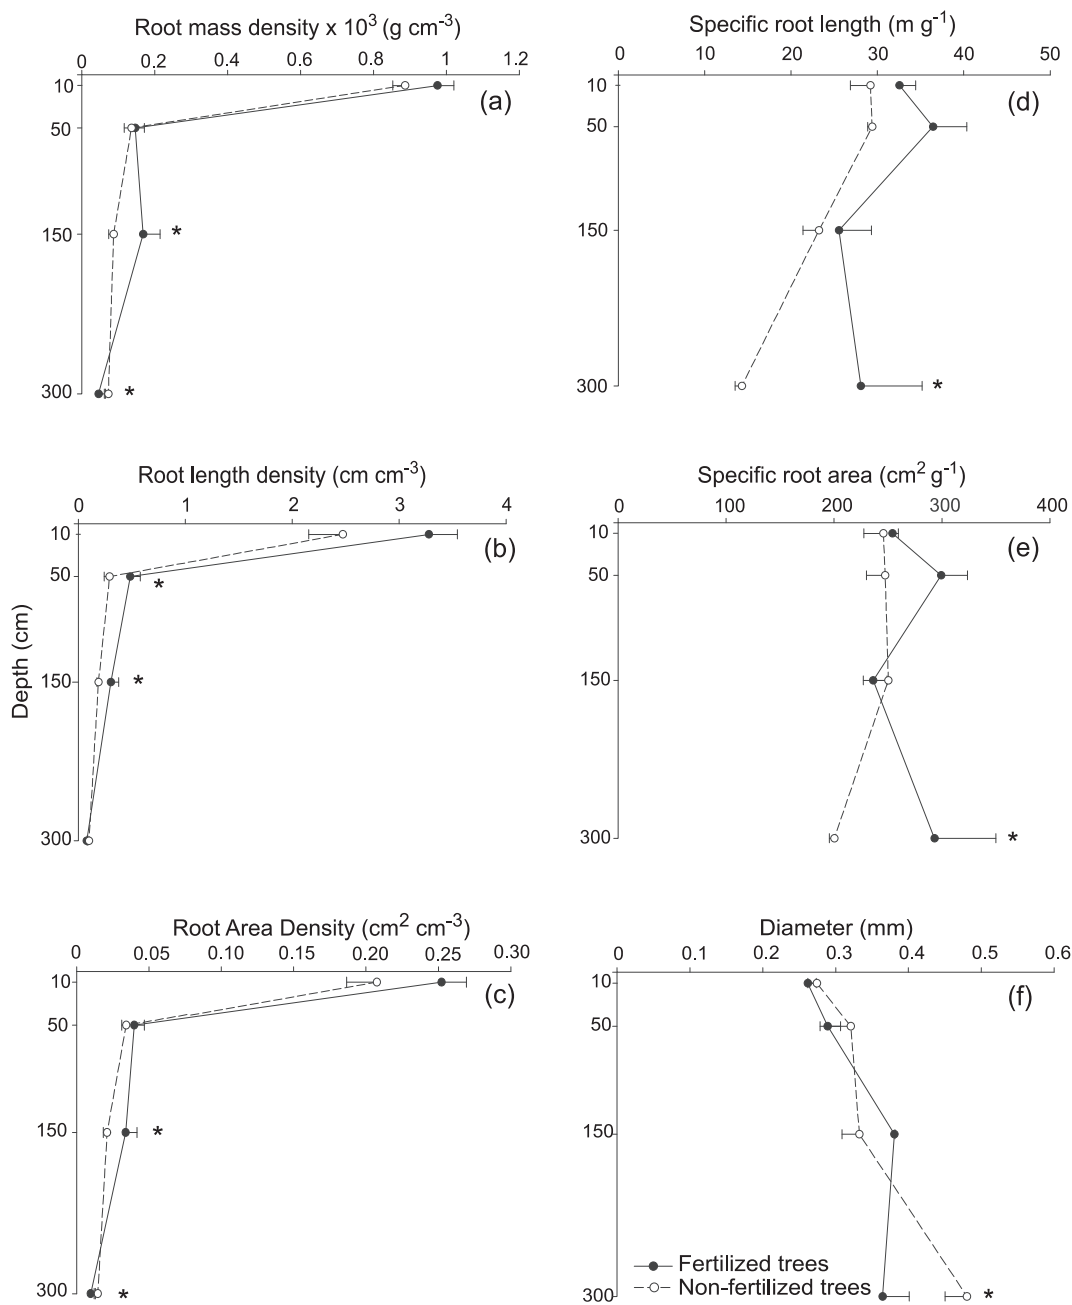 Root mass density x 10³ (g cm⁻³)
0 0.2 0.4 0.6 0.8 1 1.2
10
50
150
300
(a)
*
*
Specific root length (m g⁻¹)
0 10 20 30 40 50
10
50
150
300
(d)
*
Root length density (cm cm⁻³)
0 1 2 3 4
10
50
150
300
(b)
*
*
Depth (cm)
Specific root area (cm² g⁻¹)
0 100 200 300 400
10
50
150
300
(e)
*
Root Area Density (cm² cm⁻³)
0 0.05 0.10 0.15 0.20 0.25 0.30
10
50
150
300
(c)
*
*
Diameter (mm)
0 0.1 0.2 0.3 0.4 0.5 0.6
10
50
150
300
(f)
*
Fertilized trees
Non-fertilized trees